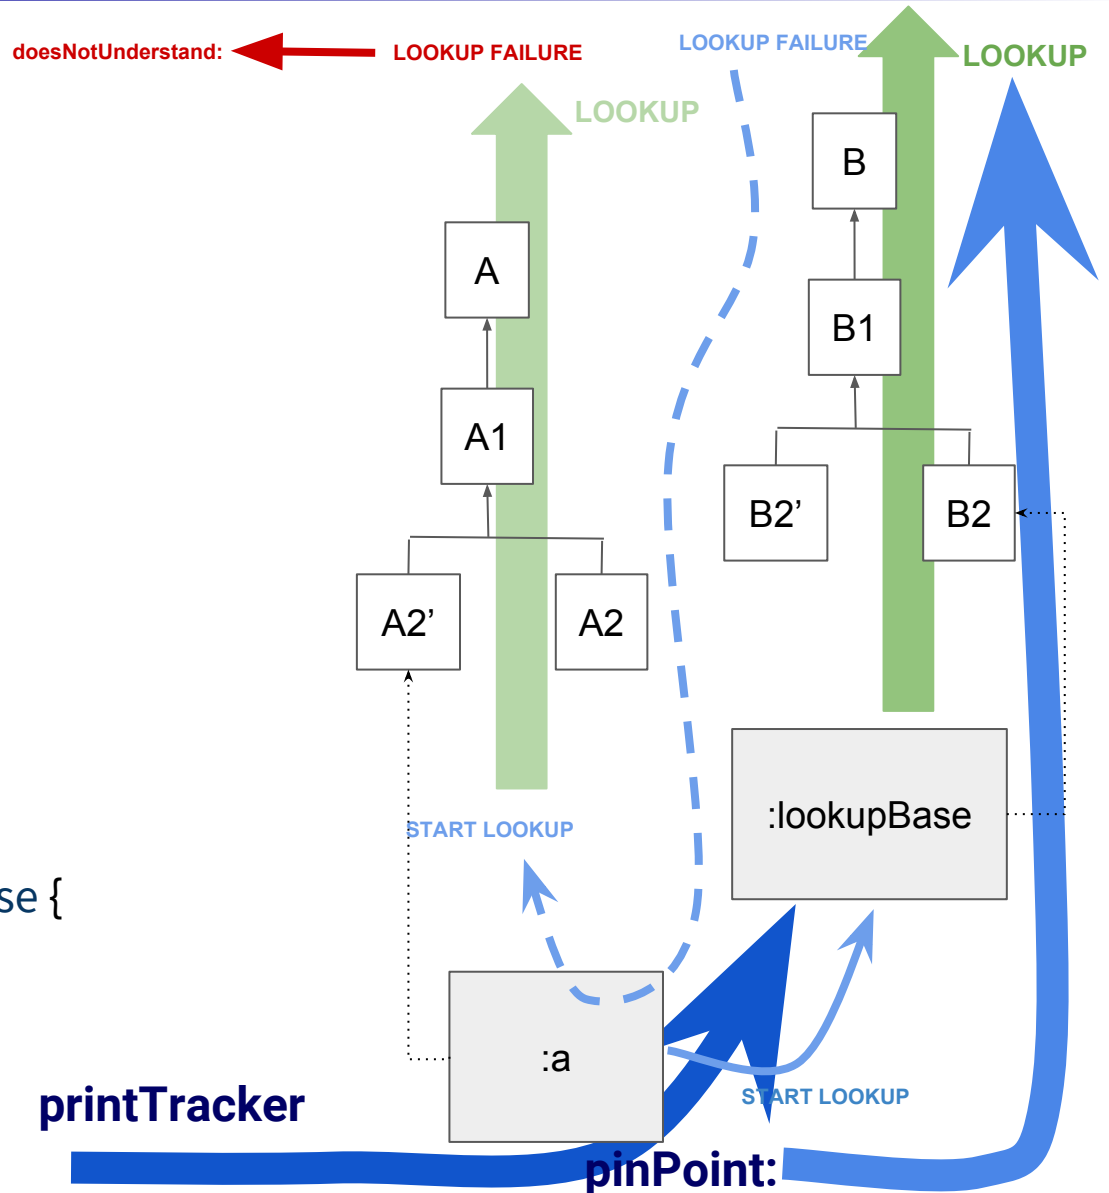 doesNotUnderstand:
LOOKUP FAILURE
LOOKUP FAILURE
LOOKUP
LOOKUP
B
A
B1
A1
B2’
B2
A2’
A2
:lookupBase
START LOOKUP
se {
:a
START LOOKUP
printTracker
pinPoint: